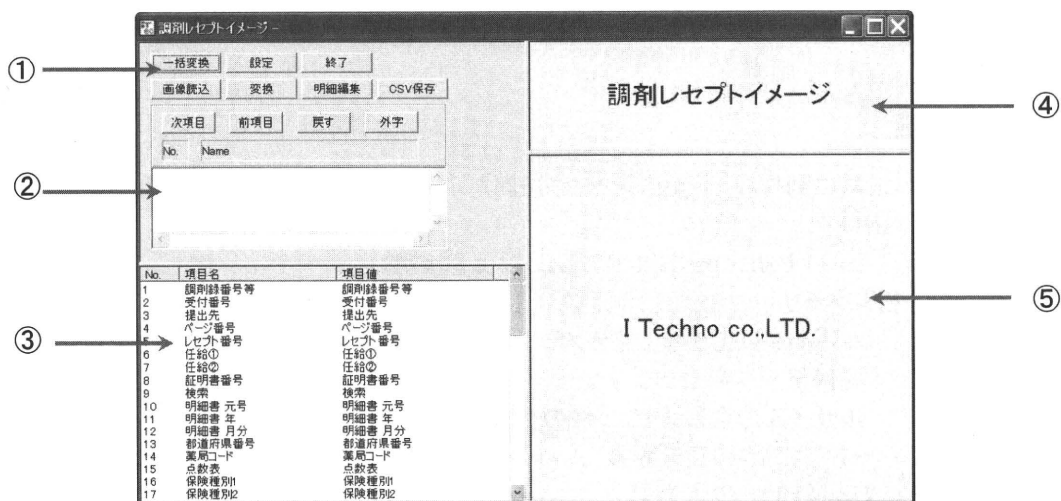 調剤レセプトイメージ -
①
一括変換 設定 終了
画像読込 変換 明細編集 CSV保存
次項目 前項目 戻す 外字
No. Name
②
調剤レセプトイメージ
④
No. 項目名 項目値
1 調剤録番号等 調剤録番号等
2 受付番号 受付番号
3 提出先 提出先
4 ページ番号 ページ番号
5 レセプト番号 レセプト番号
6 任給① 任給①
7 任給② 任給②
8 証明書番号 証明書番号
9 検索 検索
10 明細書 元号 明細書 元号
11 明細書 年 明細書 年
12 明細書 月分 明細書 月分
13 都道府県番号 都道府県番号
14 薬局コード 薬局コード
15 点数表 点数表
16 保険種別1 保険種別1
17 保険種別2 保険種別2
③
I Techno co.,LTD.
⑤